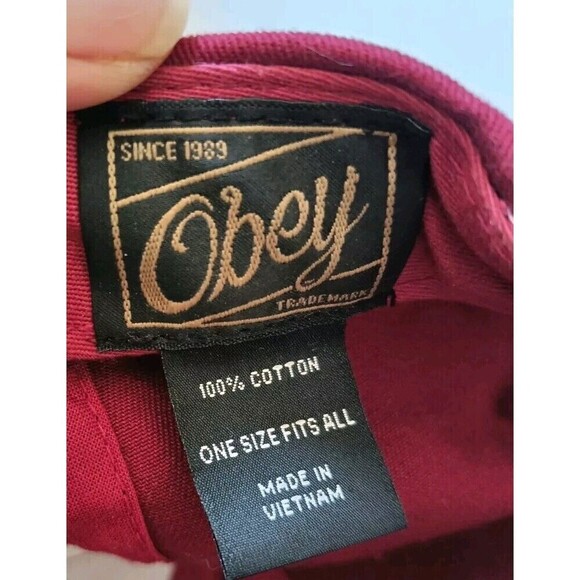 SINCE 1989
Obey
TRADEMARK
100% COTTON
ONE SIZE FITS ALL
MADE IN
VIETNAM